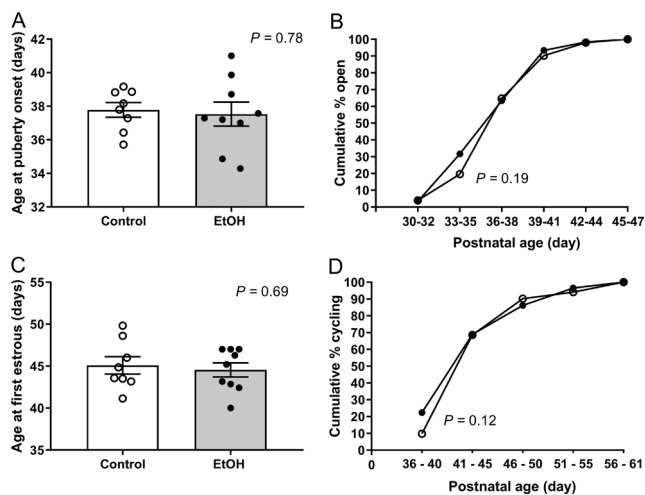 A
Age at puberty onset (days)
42
40
38
36
34
32
P = 0.78
Control
EtOH
B
Cumulative % open
100
90
80
70
60
50
40
30
20
10
0
P = 0.19
30-32
33-35
36-38
39-41
42-44
45-47
Postnatal age (day)
C
Age at first estrous (days)
55
50
45
40
35
P = 0.69
Control
EtOH
D
Cumulative % cycling
100
90
80
70
60
50
40
30
20
10
0
P = 0.12
0
36 - 40
41 - 45
46 - 50
51 - 55
56 - 61
Postnatal age (day)